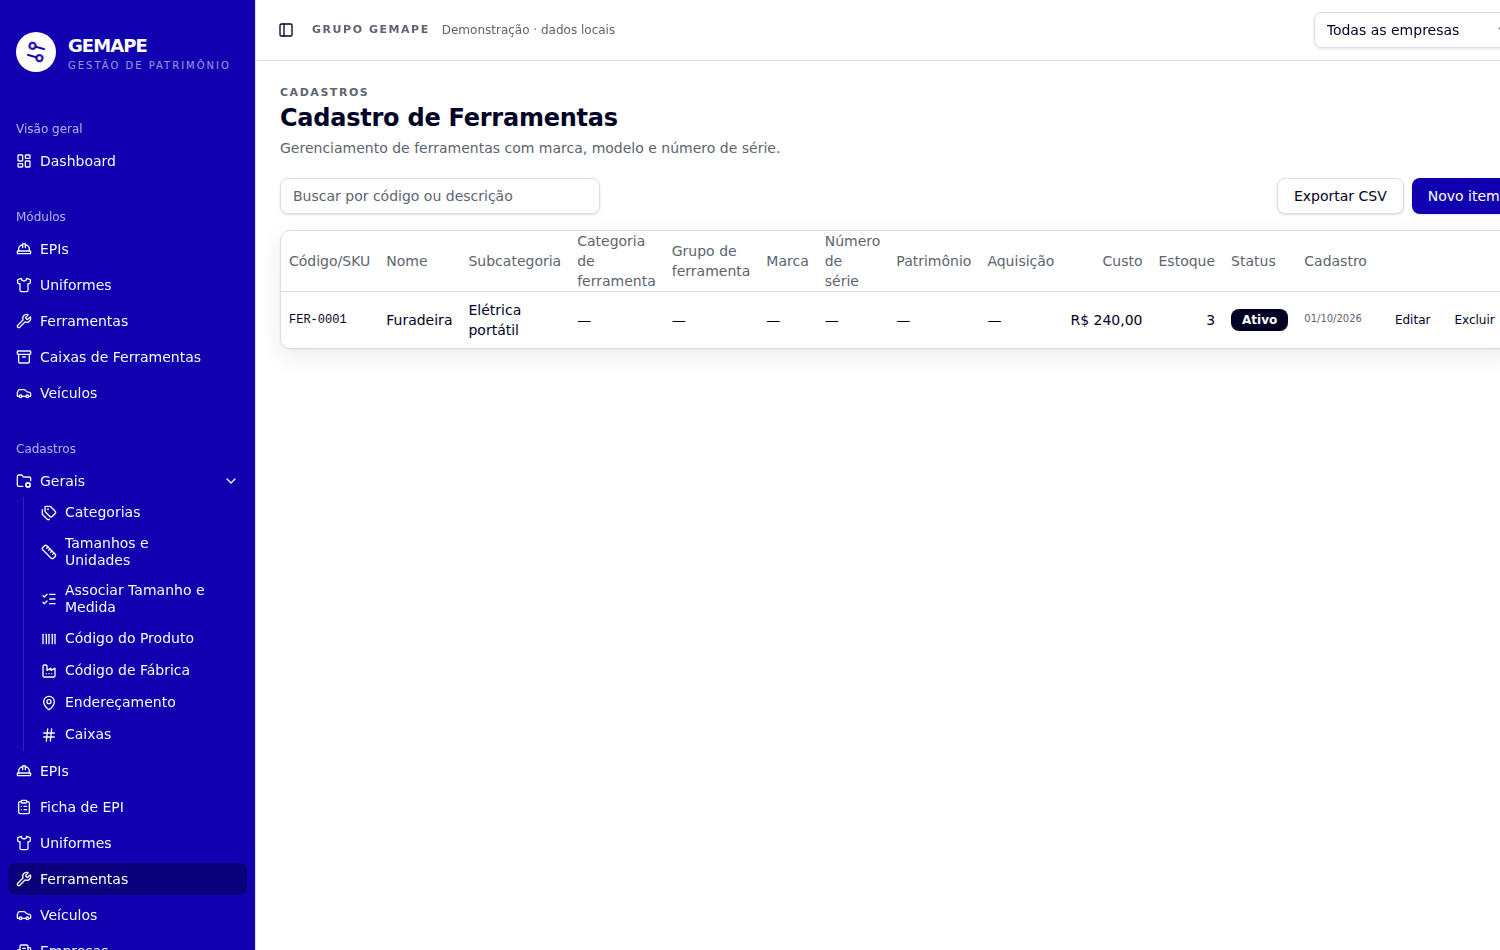 GEMAPE
GESTÃO DE PATRIMÔNIO
Visão geral
Dashboard
Módulos
EPIs
Uniformes
Ferramentas
Caixas de Ferramentas
Veículos
Cadastros
Gerais
Categorias
Tamanhos e
Unidades
Associar Tamanho e
Medida
Código do Produto
Código de Fábrica
Endereçamento
Caixas
EPIs
Ficha de EPI
Uniformes
Ferramentas
Veículos
Empresas
GRUPO GEMAPE Demonstração · dados locais
Todas as empresas
CADASTROS
Cadastro de Ferramentas
Gerenciamento de ferramentas com marca, modelo e número de série.
Buscar por código ou descrição
Exportar CSV
Novo item
Código/SKU Nome Subcategoria Categoria de ferramenta Grupo de ferramenta Marca Número de série Patrimônio Aquisição Custo Estoque Status Cadastro
FER-0001 Furadeira Elétrica portátil — — — — — — R$ 240,00 3 Ativo 01/10/2026 Editar Excluir